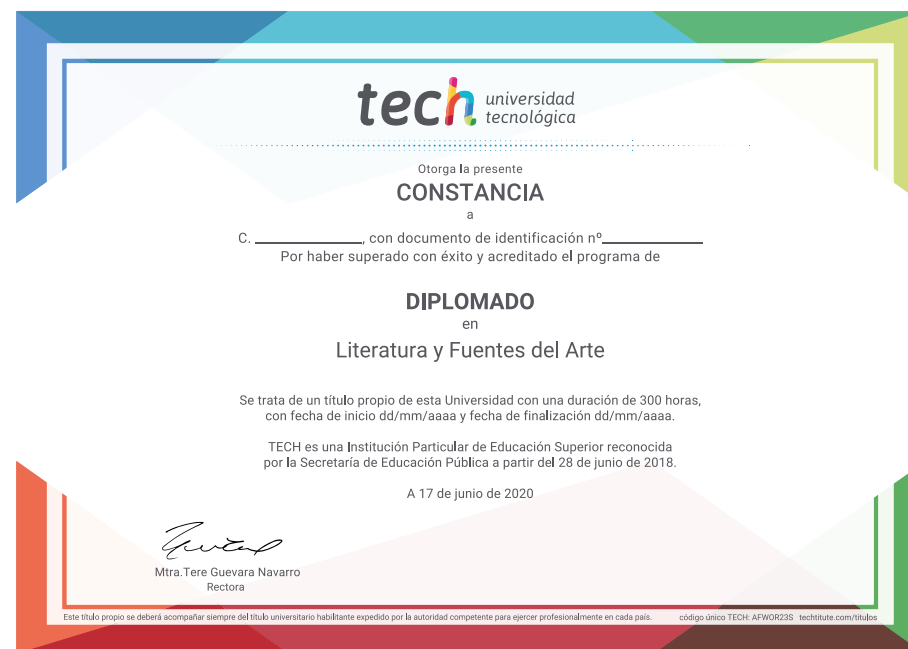 tech universidad
tecnológica
Otorga la presente
CONSTANCIA
a
C. ____________, con documento de identificación nº____________
Por haber superado con éxito y acreditado el programa de
DIPLOMADO
en
Literatura y Fuentes del Arte
Se trata de un título propio de esta Universidad con una duración de 300 horas,
con fecha de inicio dd/mm/aaaa y fecha de finalización dd/mm/aaaa.
TECH es una Institución Particular de Educación Superior reconocida
por la Secretaría de Educación Pública a partir del 28 de junio de 2018.
A 17 de junio de 2020
Mtra.Tere Guevara Navarro
Rectora
Este título propio se deberá acompañar siempre del título universitario habilitante expedido por la autoridad competente para ejercer profesionalmente en cada país. código único TECH: AFWOR23S techtitute.com/titulos